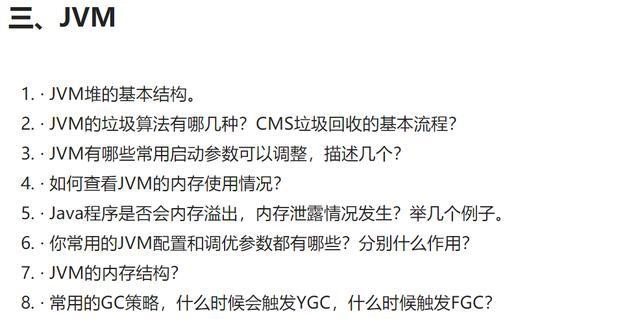 三、JVM
1. · JVM堆的基本结构。
2. · JVM的垃圾算法有哪几种？CMS垃圾回收的基本流程？
3. · JVM有哪些常用启动参数可以调整，描述几个？
4. · 如何查看JVM的内存使用情况？
5. · Java程序是否会内存溢出，内存泄露情况发生？举几个例子。
6. · 你常用的JVM配置和调优参数都有哪些？分别什么作用？
7. · JVM的内存结构？
8. · 常用的GC策略，什么时候会触发YGC，什么时候触发FGC？